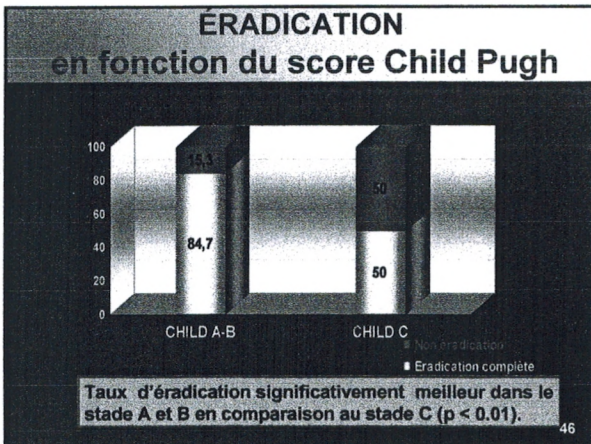 ÉRADICATION
en fonction du score Child Pugh
100
80
60
40
20
0
15,3
84,7
50
50
CHILD A-B
CHILD C
Non éradication
Eradication complète
Taux d'éradication significativement meilleur dans le
stade A et B en comparaison au stade C (p < 0.01).
46